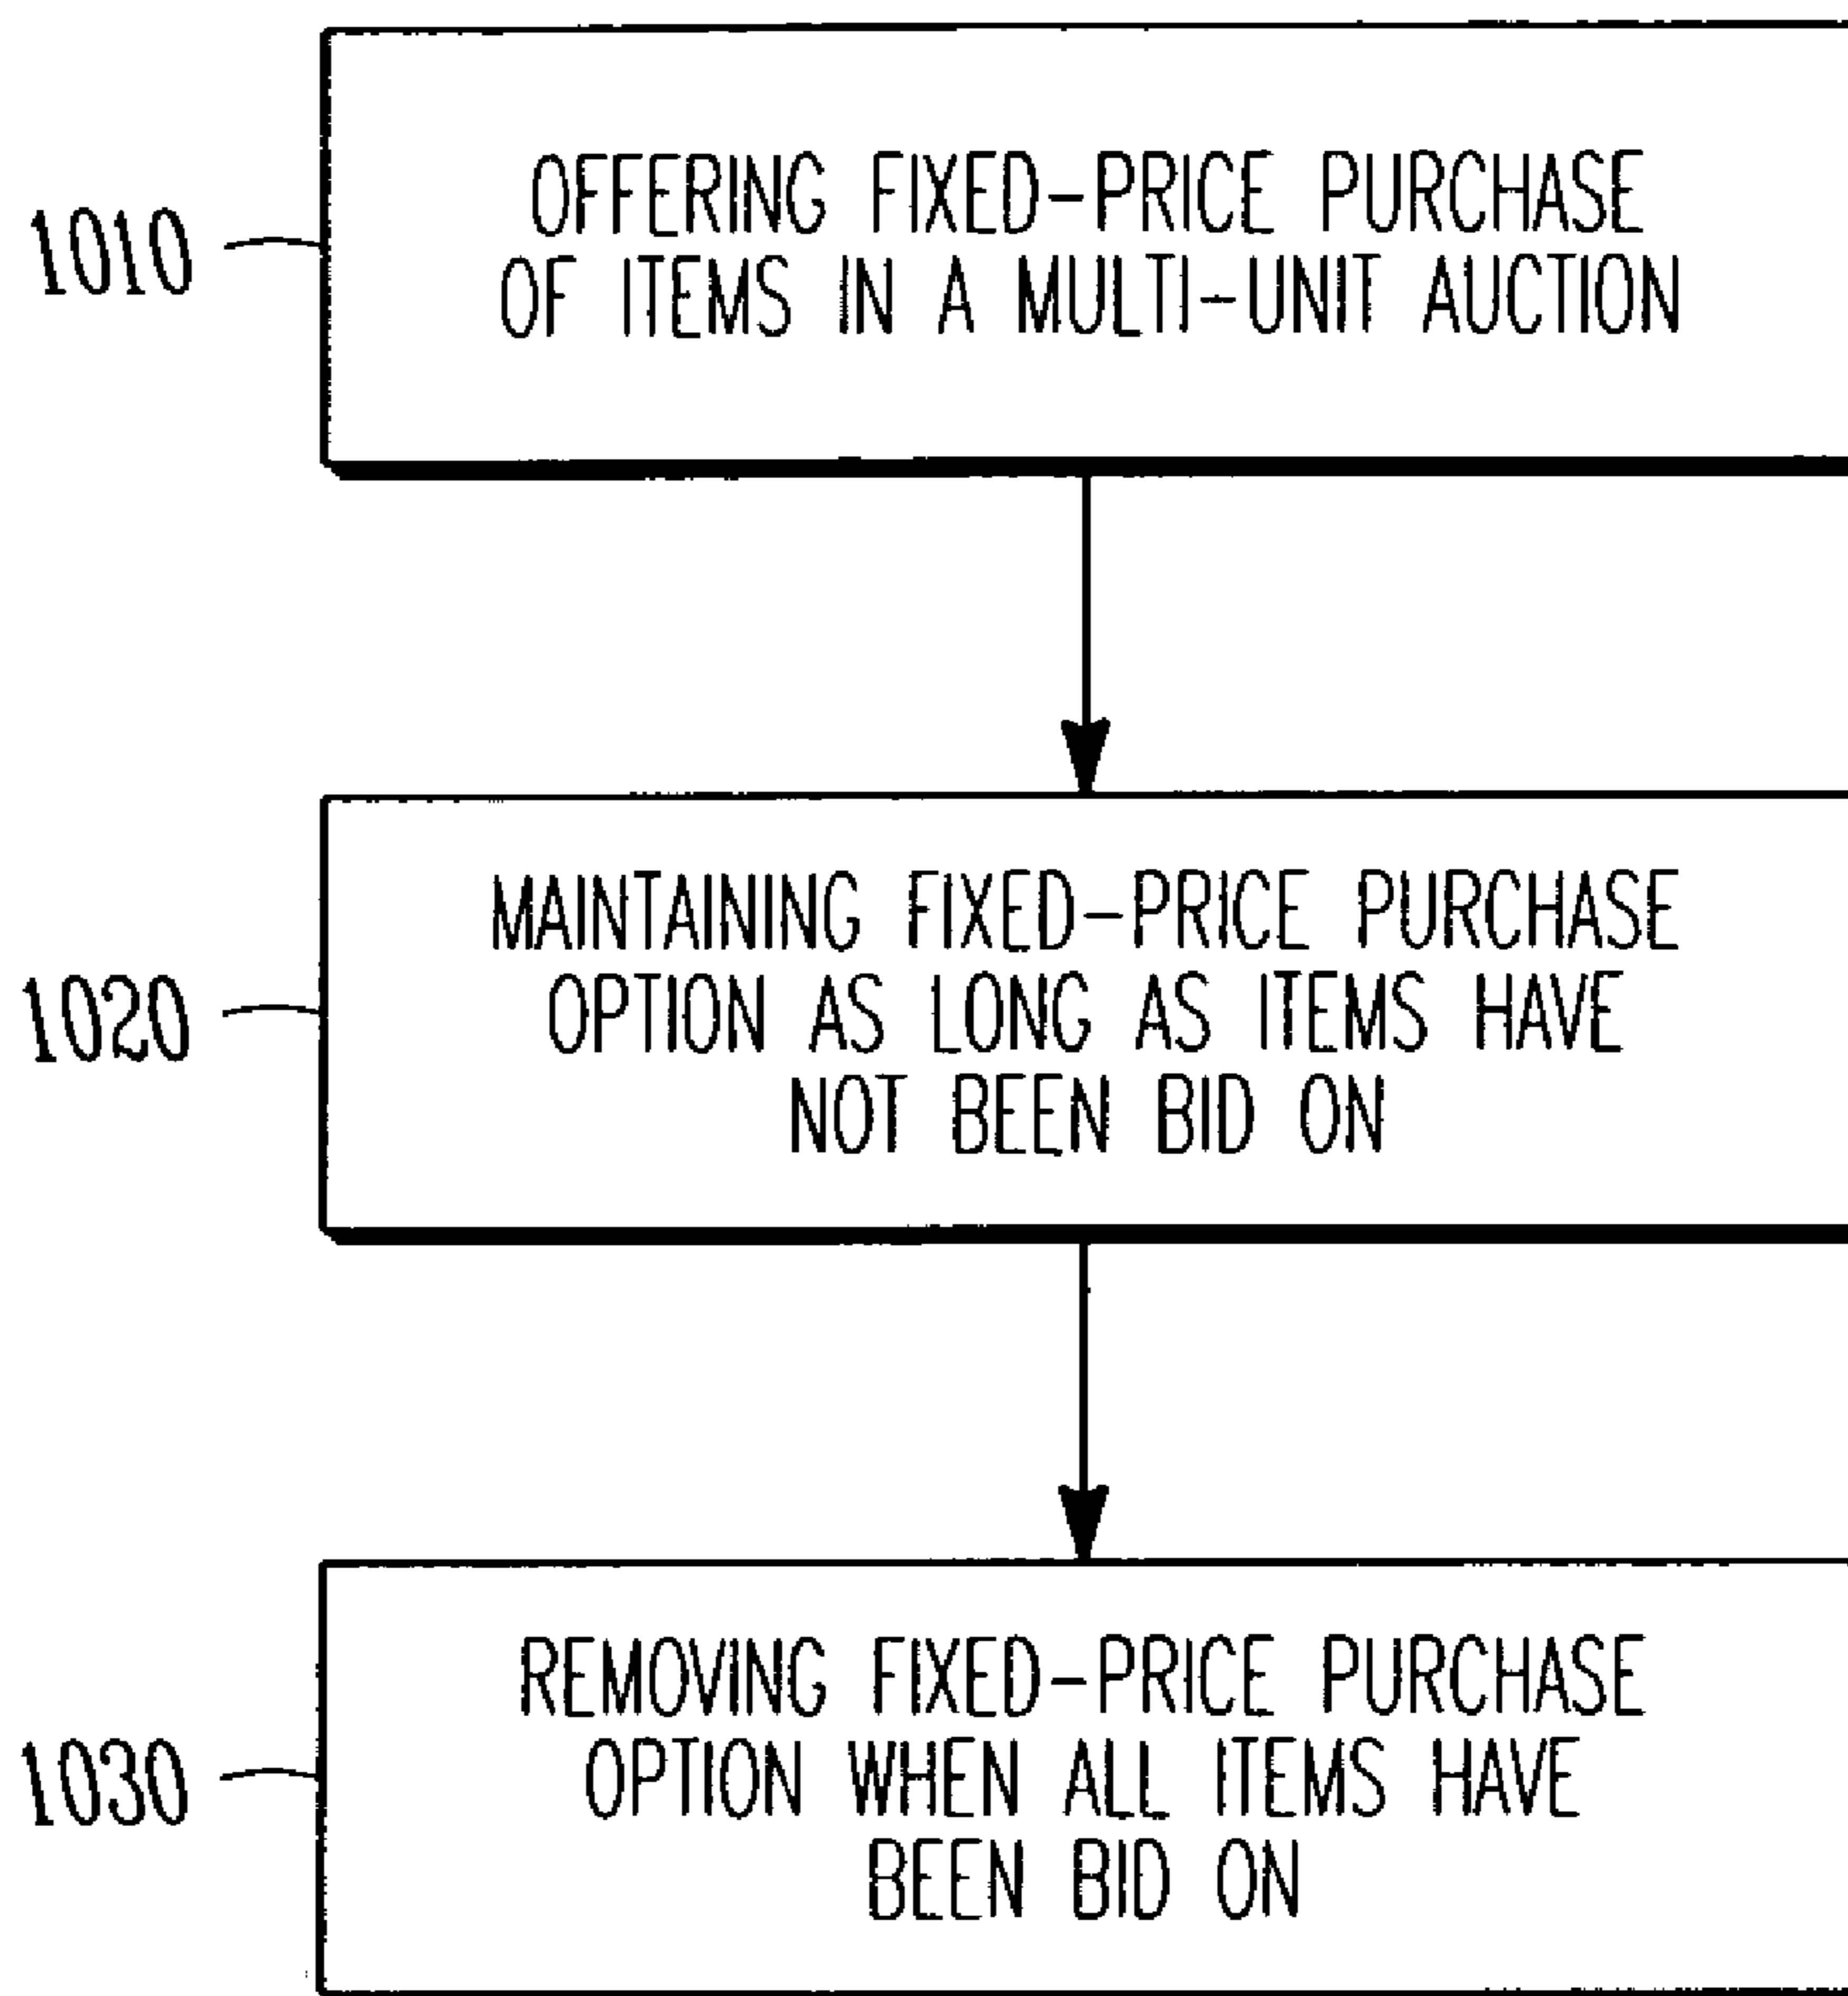 1010
OFFERING FIXED-PRICE PURCHASE
OF ITEMS IN A MULTI-UNIT AUCTION
1020
MAINTAINING FIXED-PRICE PURCHASE
OPTION AS LONG AS ITEMS HAVE
NOT BEEN BID ON
1030
REMOVING FIXED-PRICE PURCHASE
OPTION WHEN ALL ITEMS HAVE
BEEN BID ON